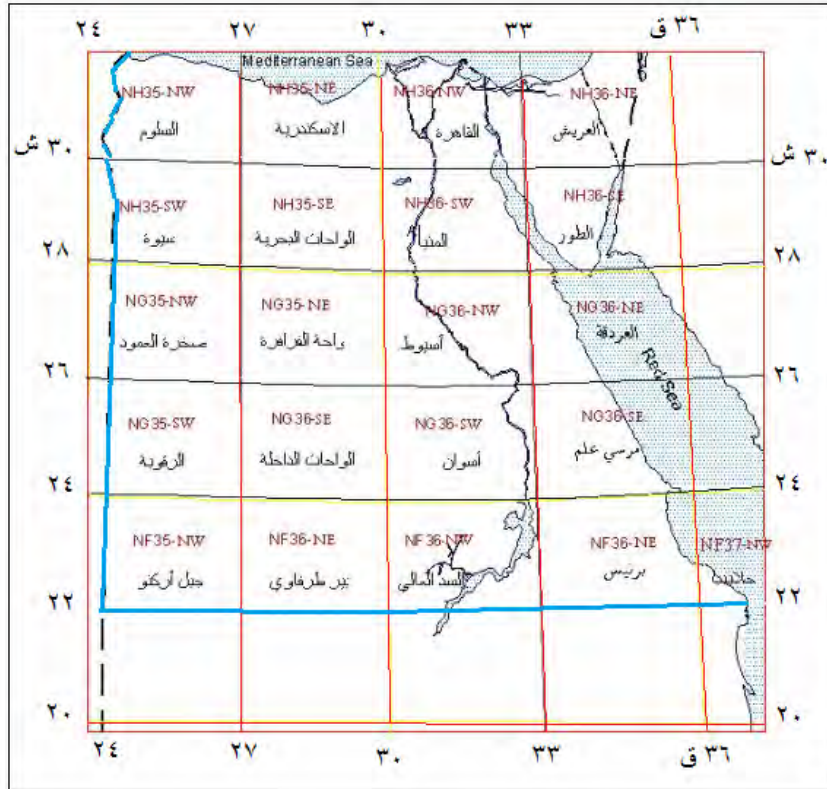 ٢٤ ٢٧ ٣٠ ٣٣ ٣٦ ق
Mediterranean Sea
NH35-NW NH35-NE NH36-NW NH36-NE
السلوم الاسكندرية القاهرة العريش
٣٠ ش ٣٠ ش
NH35-SW NH35-SE NH36-SW NH36-SE
سيوة الواحات البحرية المنيا الطور
٢٨ ٢٨
NG35-NW NG35-NE NG36-NW NG36-NE
صخرة العمود واحة الفرافرة أسيوط الغردقة
Red Sea
٢٦ ٢٦
NG35-SW NG36-SE NG36-SW NG36-SE
الواحات الداخلة أسوان مرسي علم
٢٤ ٢٤
NF35-NW NF36-NE NF36-NW NF36-NE NF37-NW
جبل أركنو بير طرفاوي السد العالي برنيس حلايب
٢٢ ٢٢
٢٠ ٢٠
٢٤ ٢٧ ٣٠ ٣٣ ٣٦ ق